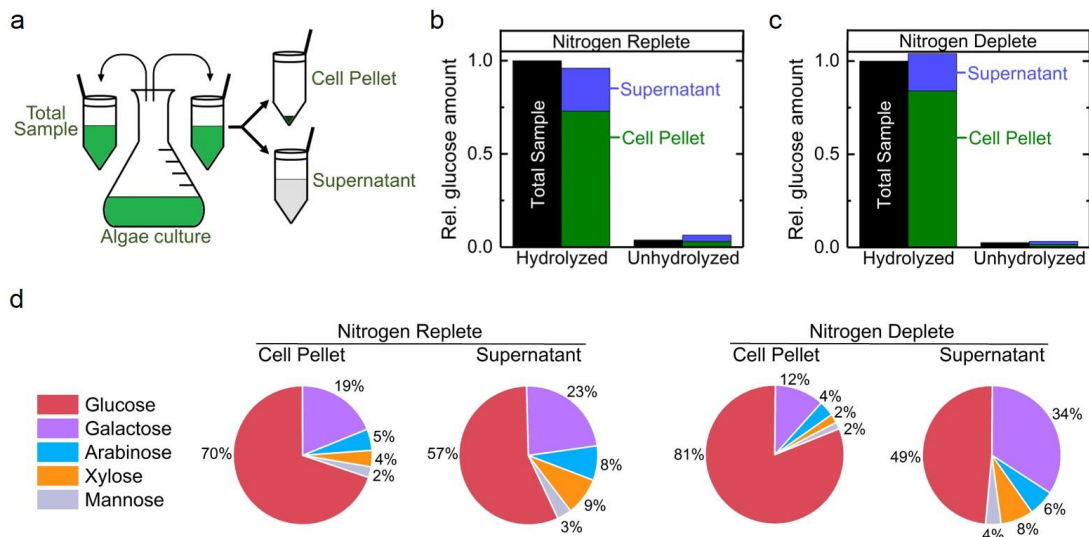 a
Total
Sample
Algae culture
Cell Pellet
Supernatant
b
Nitrogen Replete
Rel. glucose amount
1.0
0.5
0.0
Total Sample
Supernatant
Cell Pellet
Hydrolyzed
Unhydrolyzed
c
Nitrogen Deplete
Rel. glucose amount
1.0
0.5
0.0
Total Sample
Supernatant
Cell Pellet
Hydrolyzed
Unhydrolyzed
d
Glucose
Galactose
Arabinose
Xylose
Mannose
Nitrogen Replete
Cell Pellet
19%
5%
4%
2%
70%
Supernatant
23%
8%
9%
3%
57%
Nitrogen Deplete
Cell Pellet
12%
4%
2%
2%
81%
Supernatant
34%
6%
8%
4%
49%